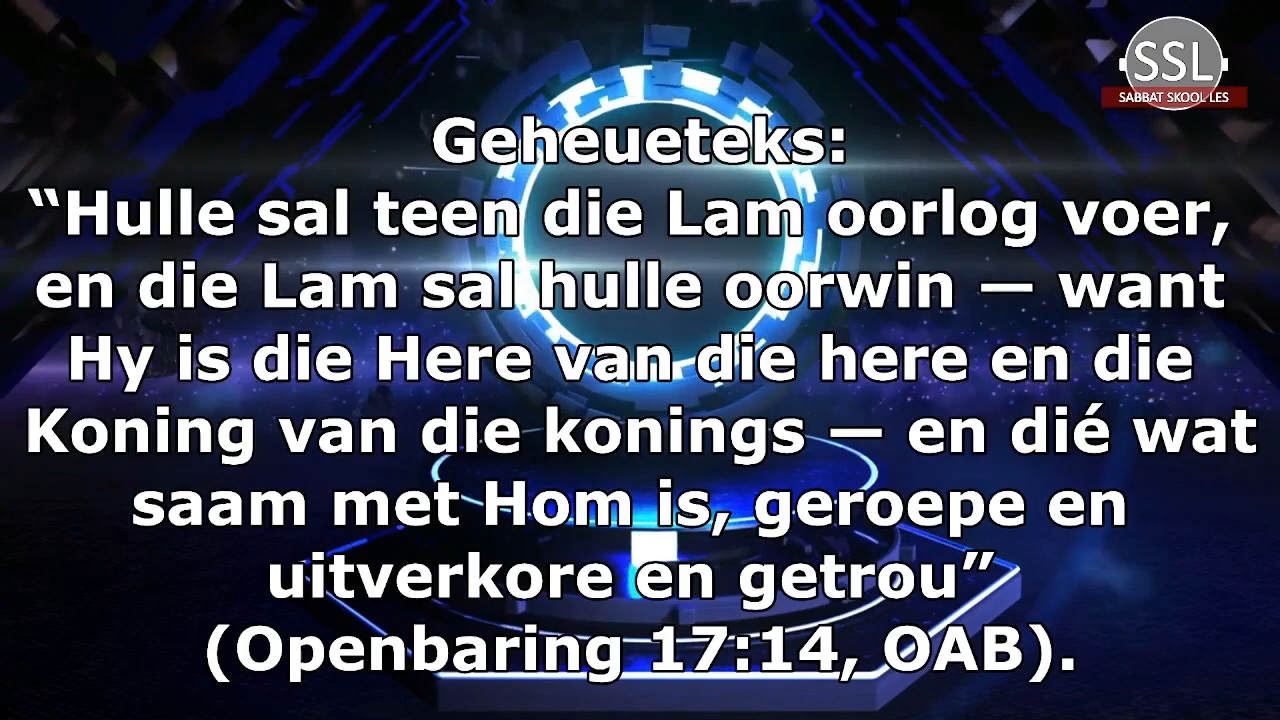 SSL
SABBAT SKOOL LES
Geheueteks:
“Hulle sal teen die Lam oorlog voer,
en die Lam sal hulle oorwin — want
Hy is die Here van die here en die
Koning van die konings — en dié wat
saam met Hom is, geroepe en
uitverkore en getrou”
(Openbaring 17:14, OAB).